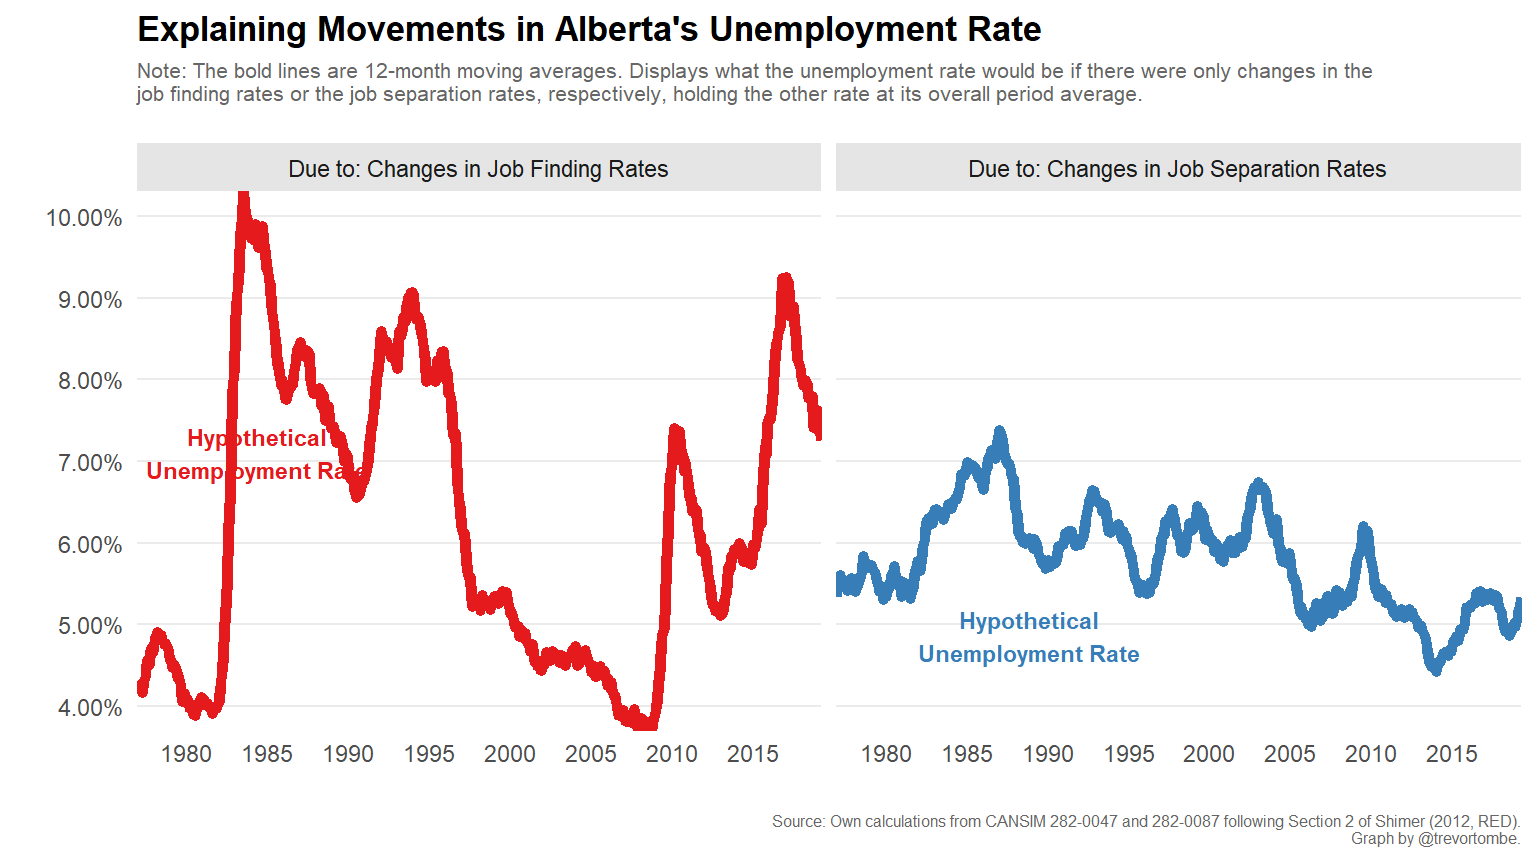 Explaining Movements in Alberta's Unemployment Rate
Note: The bold lines are 12-month moving averages. Displays what the unemployment rate would be if there were only changes in the
job finding rates or the job separation rates, respectively, holding the other rate at its overall period average.
Due to: Changes in Job Finding Rates
Due to: Changes in Job Separation Rates
10.00%
9.00%
8.00%
7.00%
6.00%
5.00%
4.00%
Hypothetical
Unemployment Rate
Hypothetical
Unemployment Rate
1980 1985 1990 1995 2000 2005 2010 2015
1980 1985 1990 1995 2000 2005 2010 2015
Source: Own calculations from CANSIM 282-0047 and 282-0087 following Section 2 of Shimer (2012, RED).
Graph by @trevortombe.